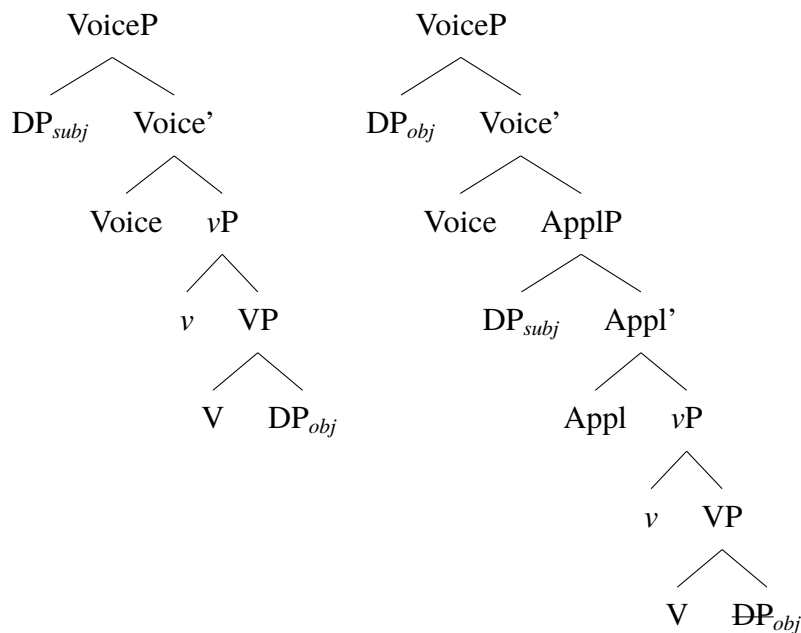 VoiceP VoiceP
DP_subj Voice’ DP_obj Voice’
Voice vP Voice ApplP
v VP DP_subj Appl’
V DP_obj Appl vP
v VP
V DP_obj